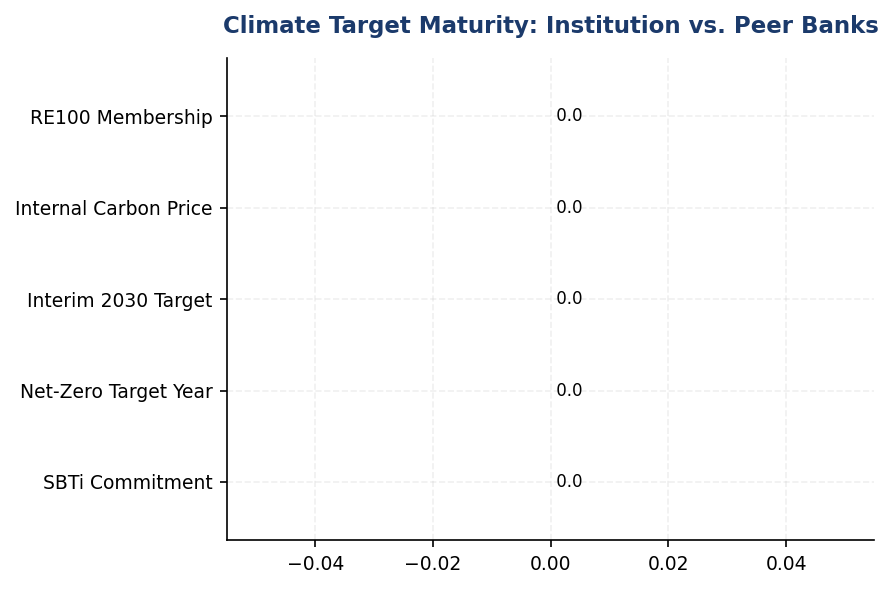 Climate Target Maturity: Institution vs. Peer Banks
RE100 Membership 0.0
Internal Carbon Price 0.0
Interim 2030 Target 0.0
Net-Zero Target Year 0.0
SBTi Commitment 0.0
−0.04 −0.02 0.00 0.02 0.04